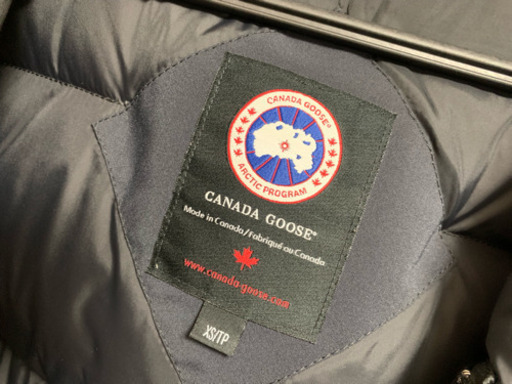 CANADA GOOSE®
ARCTIC PROGRAM
CANADA GOOSE®
Made in Canada/Fabriqué au Canada
www.canada-goose.com
XS/TP